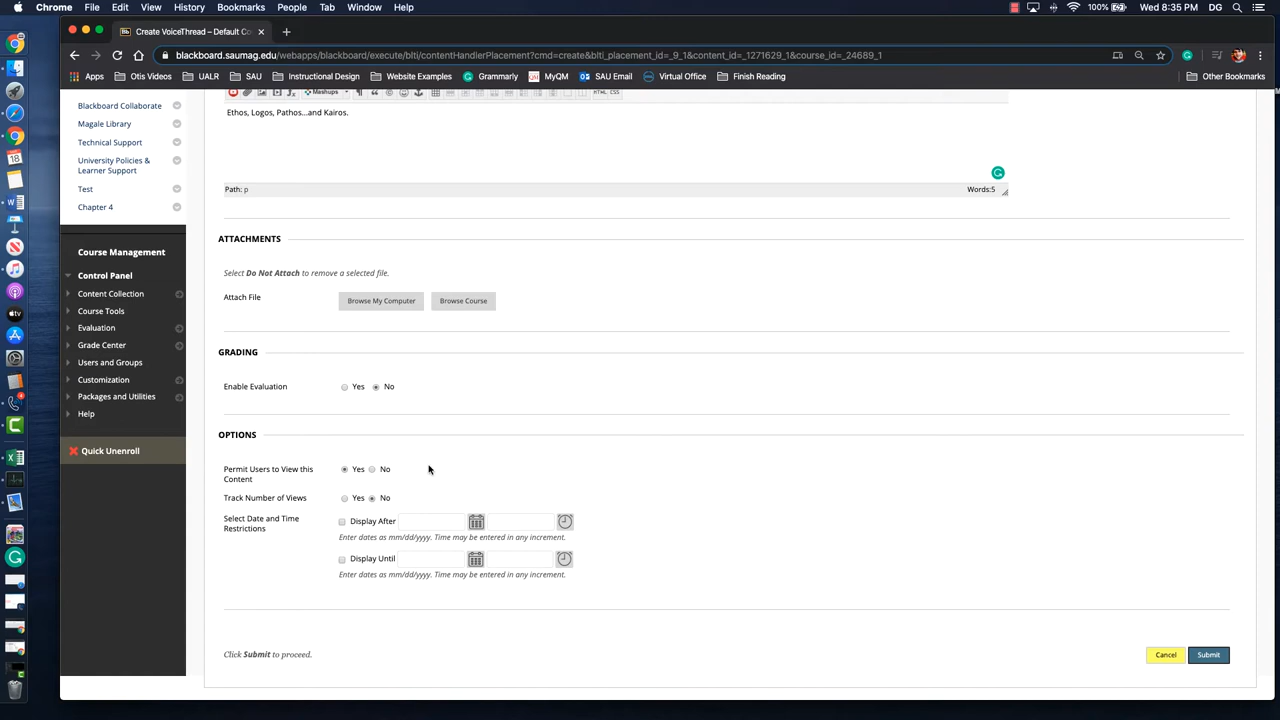 Chrome File Edit View History Bookmarks People Tab Window Help 100% Wed 8:35 PM
Create VoiceThread – Default Co
blackboard.saumag.edu/webapps/blackboard/execute/blti/contentHandlerPlacement?cmd=create&blti_placement_id=_9_1&content_id=_1271629_1&course_id=_24689_1
Apps Otis Videos UALR SAU Instructional Design Website Resources Grammarly MyQM SAU Email Virtual Office Finish Reading Other Bookmarks
Blackboard Collaborate
Magale Library
Technical Support
University Policies &
Learner Support
Test
Chapter 4
Course Management
Control Panel
Content Collection
Course Tools
Evaluation
Grade Center
Users and Groups
Customization
Packages and Utilities
Help
Quick Unenroll
Mashups HTML CSS
Ethos, Logos, Pathos...and Kairos.
Path: p Words:5
ATTACHMENTS
Select Do Not Attach to remove a selected file.
Attach File Browse My Computer Browse Course
GRADING
Enable Evaluation Yes No
OPTIONS
Permit Users to View this
Content Yes No
Track Number of Views Yes No
Select Date and Time
Restrictions Display After
Enter dates as mm/dd/yyyy. Time may be entered in any increment.
Display Until
Enter dates as mm/dd/yyyy. Time may be entered in any increment.
Click Submit to proceed. Cancel Submit